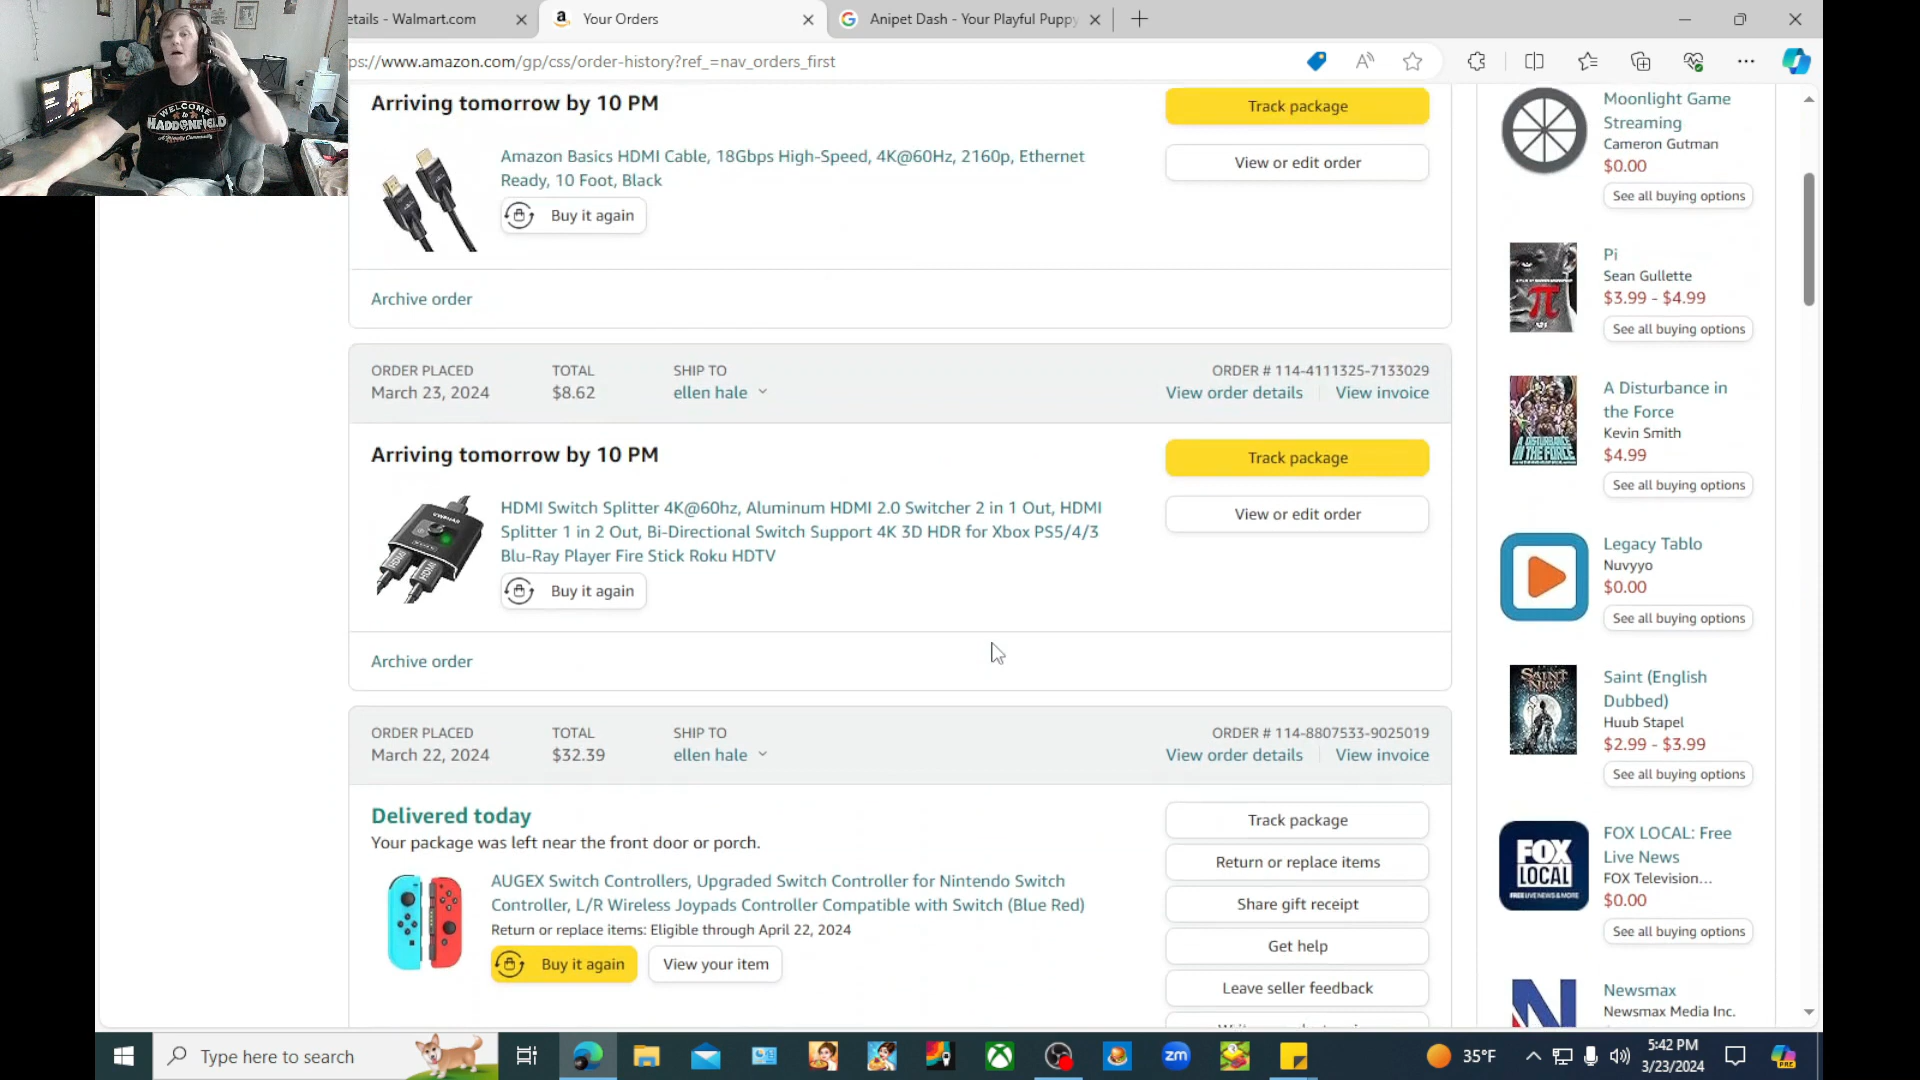 etails - Walmart.com
Your Orders
Anipet Dash - Your Playful Puppy
ps://www.amazon.com/gp/css/order-history?ref_=nav_orders_first
WELCOME
to
HADDONFIELD
Arriving tomorrow by 10 PM
Track package
Amazon Basics HDMI Cable, 18Gbps High-Speed, 4K@60Hz, 2160p, Ethernet
Ready, 10 Foot, Black
View or edit order
Buy it again
Archive order
ORDER PLACED
March 23, 2024
TOTAL
$8.62
SHIP TO
ellen hale
ORDER # 114-4111325-7133029
View order details
View invoice
Arriving tomorrow by 10 PM
Track package
HDMI Switch Splitter 4K@60hz, Aluminum HDMI 2.0 Switcher 2 in 1 Out, HDMI
Splitter 1 in 2 Out, Bi-Directional Switch Support 4K 3D HDR for Xbox PS5/4/3
Blu-Ray Player Fire Stick Roku HDTV
View or edit order
HDMI
HDMI
Buy it again
Archive order
ORDER PLACED
March 22, 2024
TOTAL
$32.39
SHIP TO
ellen hale
ORDER # 114-8807533-9025019
View order details
View invoice
Delivered today
Your package was left near the front door or porch.
AUGEX Switch Controllers, Upgraded Switch Controller for Nintendo Switch
Controller, L/R Wireless Joypads Controller Compatible with Switch (Blue Red)
Return or replace items: Eligible through April 22, 2024
Buy it again
View your item
Track package
Return or replace items
Share gift receipt
Get help
Leave seller feedback
Moonlight Game
Streaming
Cameron Gutman
$0.00
See all buying options
Pi
Sean Gullette
$3.99 - $4.99
See all buying options
A Disturbance in
the Force
Kevin Smith
$4.99
See all buying options
Legacy Tablo
Nuvyyo
$0.00
See all buying options
SAINT
NICK
Saint (English
Dubbed)
Huub Stapel
$2.99 - $3.99
See all buying options
FOX
LOCAL
FREE LIVE NEWS & MORE
FOX LOCAL: Free
Live News
FOX Television...
$0.00
See all buying options
Newsmax
Newsmax Media Inc.
Type here to search
zm
35°F
5:42 PM
3/23/2024
PRE